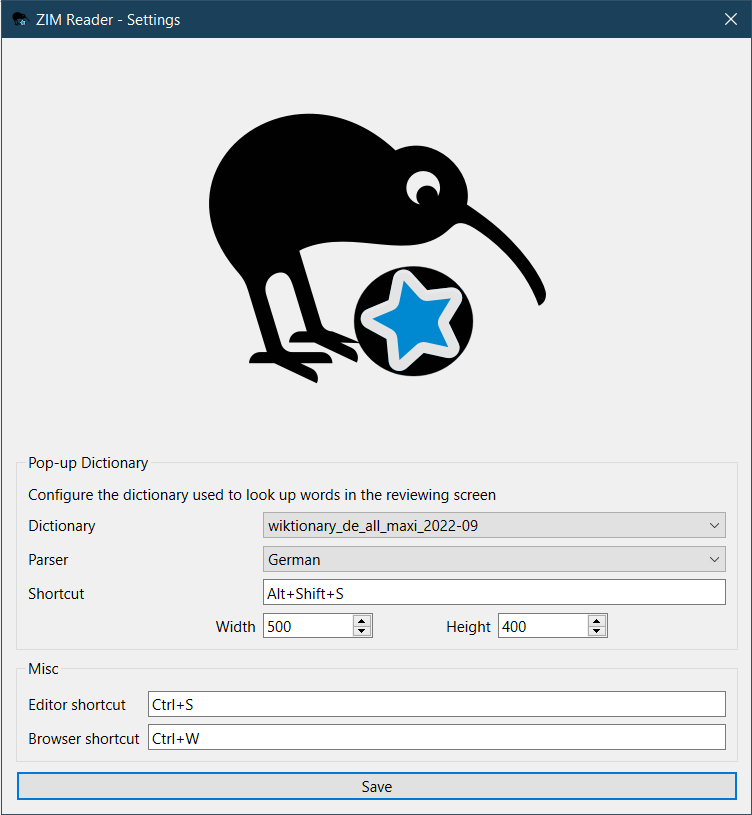 ZIM Reader - Settings
Pop-up Dictionary
Configure the dictionary used to look up words in the reviewing screen
Dictionary wiktionary_de_all_maxi_2022-09
Parser German
Shortcut Alt+Shift+S
Width 500 Height 400
Misc
Editor shortcut Ctrl+S
Browser shortcut Ctrl+W
Save